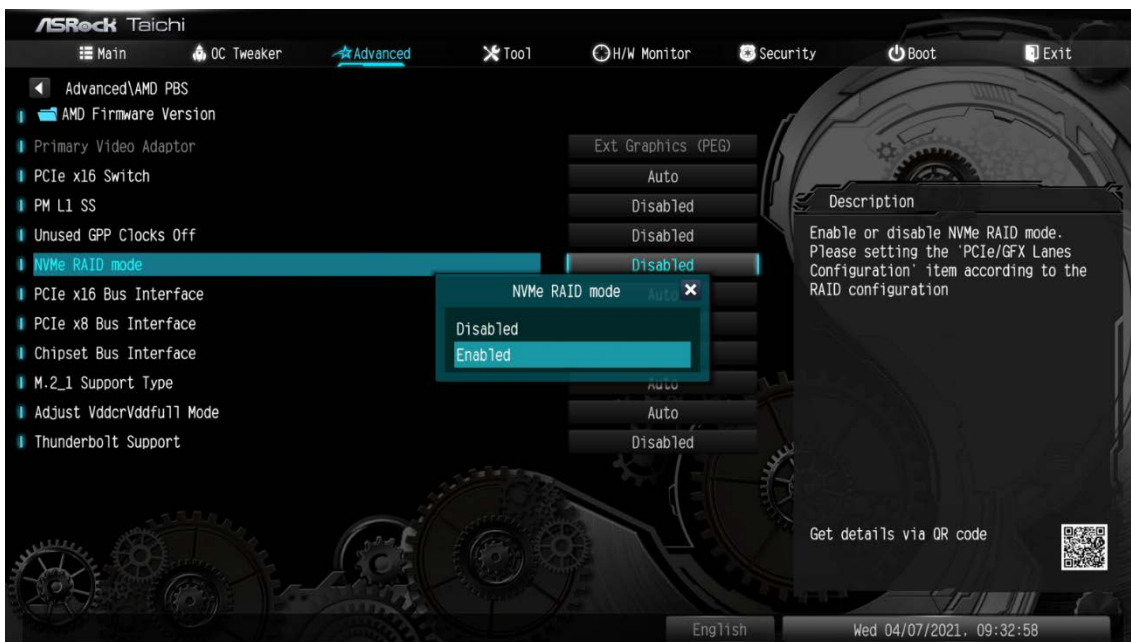 ASRock Taichi
Main OC Tweaker Advanced Tool H/W Monitor Security Boot Exit
Advanced\AMD PBS
AMD Firmware Version
Primary Video Adaptor Ext Graphics (PEG)
PCIe x16 Switch Auto
PM L1 SS Disabled
Unused GPP Clocks Off Disabled
NVMe RAID mode Disabled
PCIe x16 Bus Interface Auto
PCIe x8 Bus Interface
Chipset Bus Interface
M.2_1 Support Type Auto
Adjust VddcrVddfull Mode Auto
Thunderbolt Support Disabled
NVMe RAID mode
Disabled
Enabled
Description
Enable or disable NVMe RAID mode.
Please setting the 'PCIe/GFX Lanes
Configuration' item according to the
RAID configuration
Get details via QR code
English Wed 04/07/2021, 09:32:58